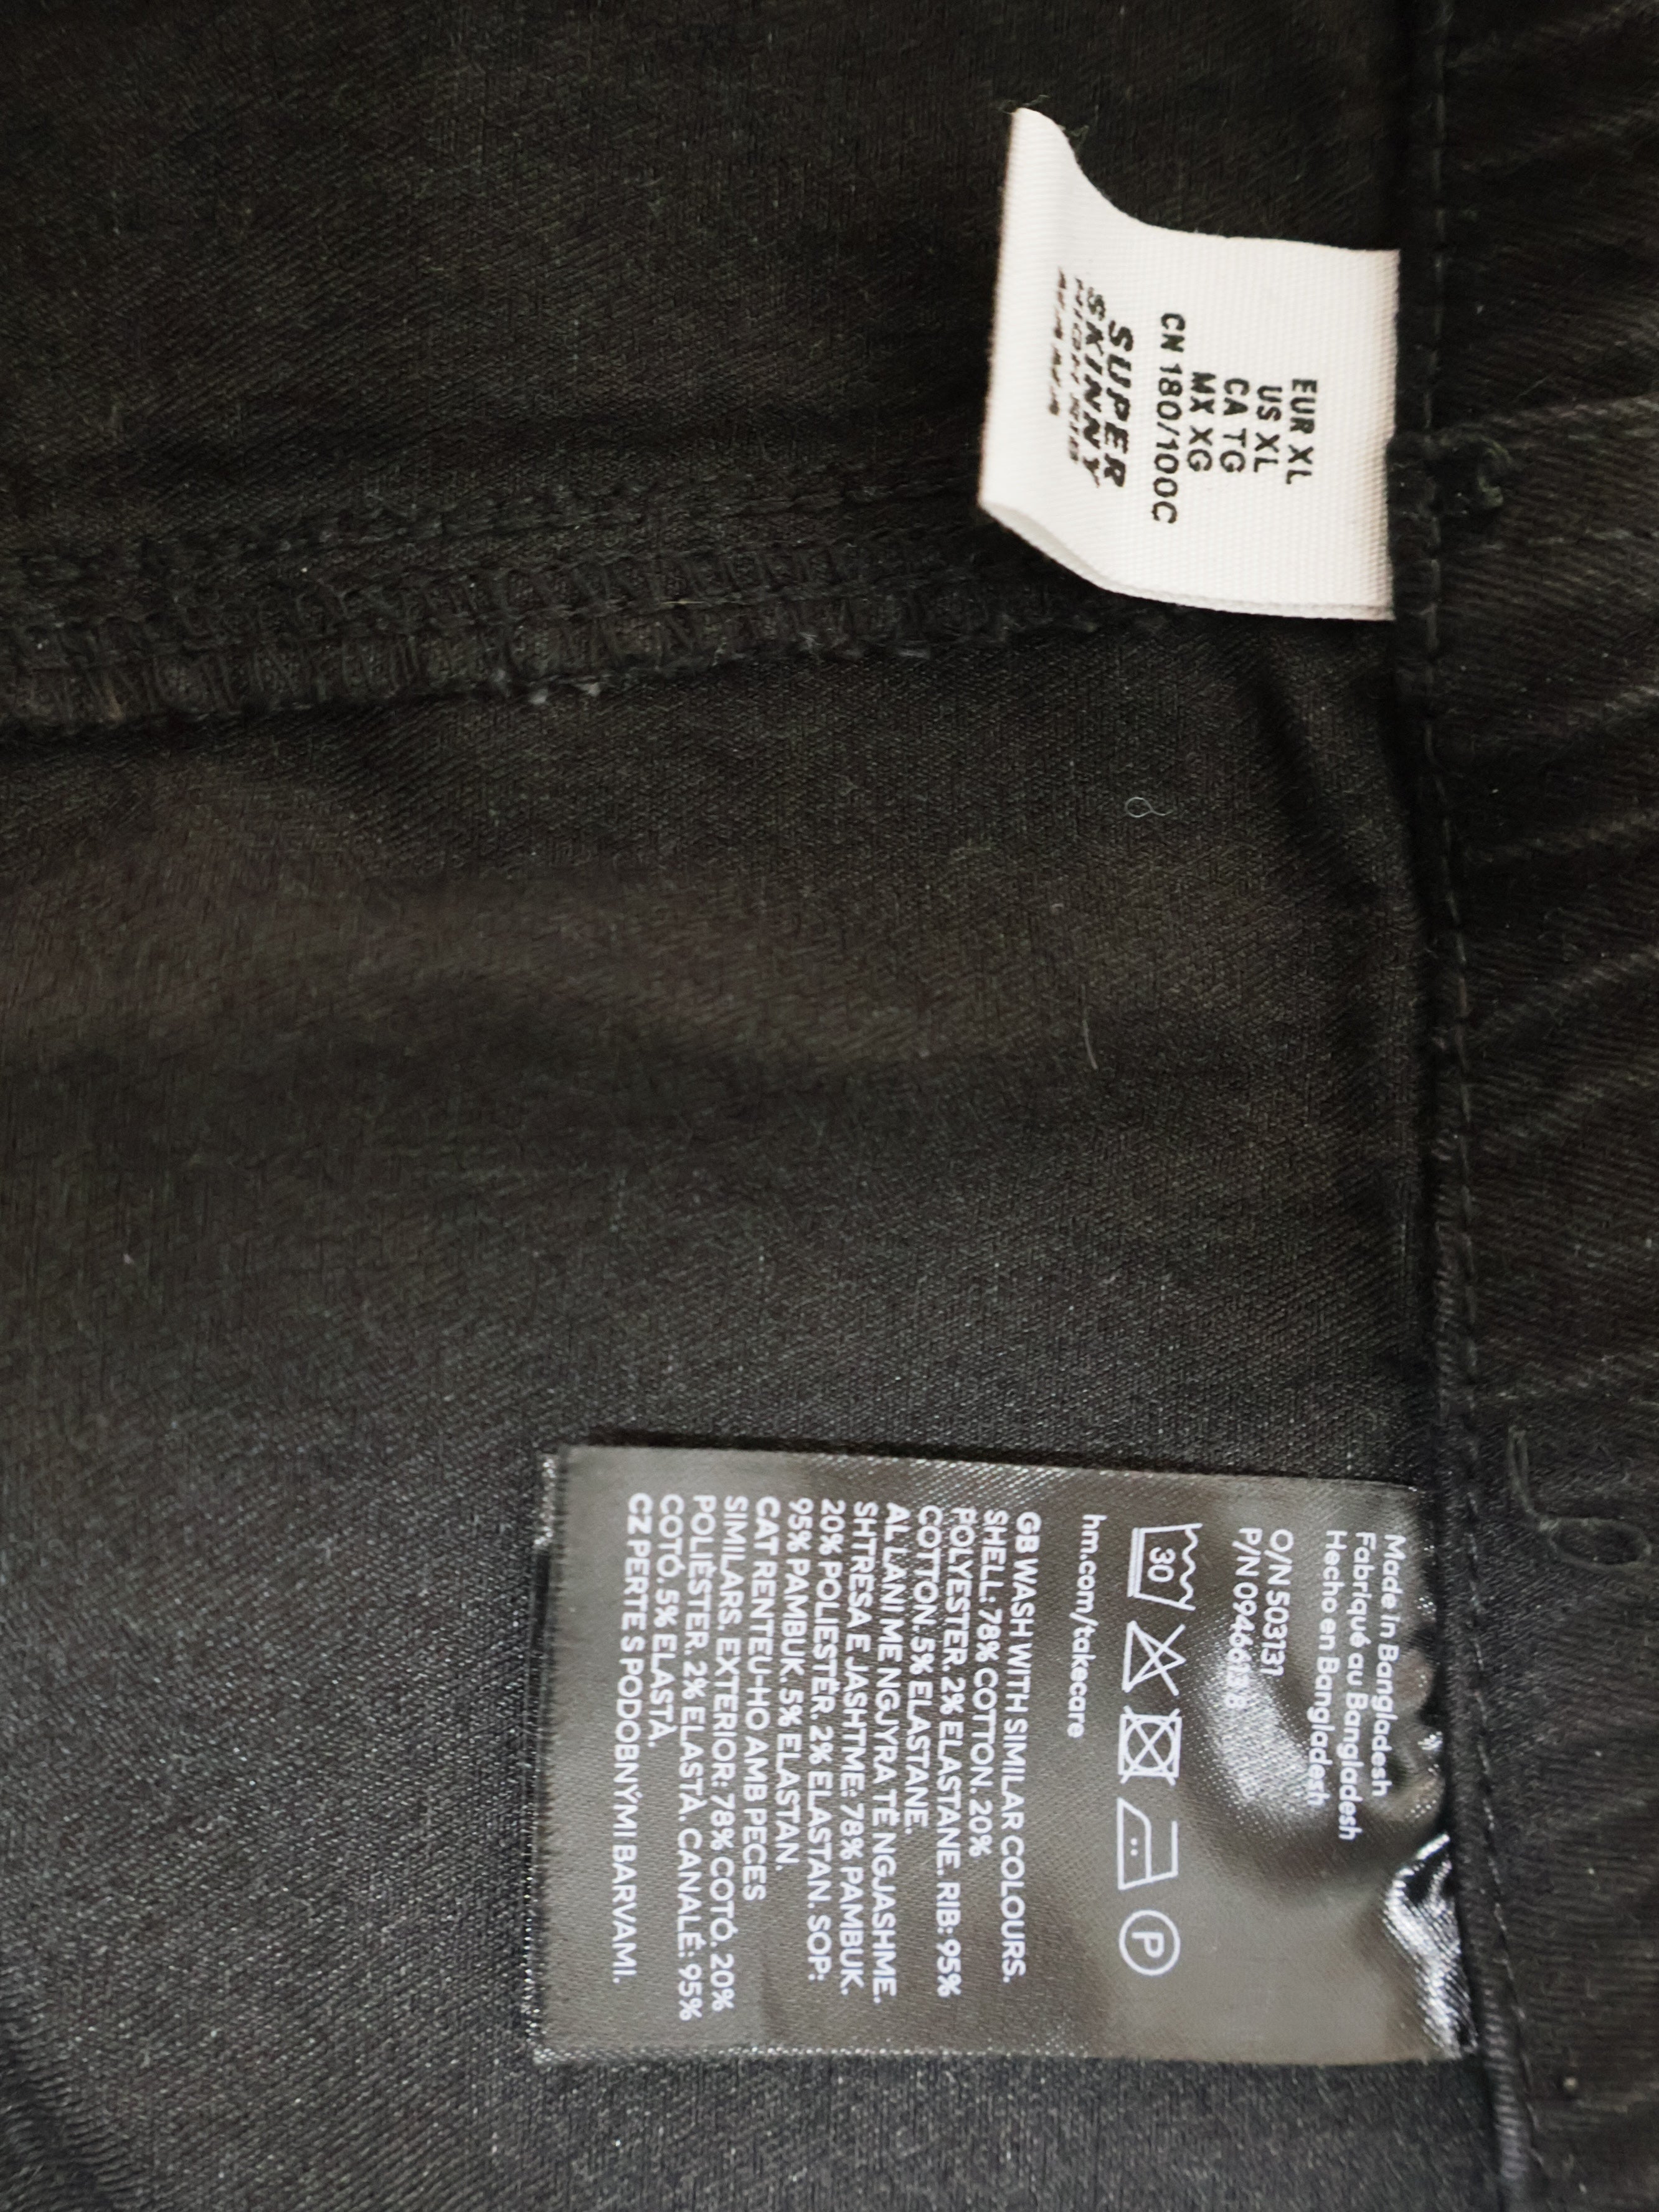 EUR XL
US XL
CA TG
MX XG
CN 180/100C
SUPER
SKINNY
HIGH RIB
Made in Bangladesh
Fabriqué au Bangladesh
Hecho en Bangladesh
O/N 503131
P/N
30
P
hm.com/takecare
GB WASH WITH SIMILAR COLOURS.
SHELL: 78% COTTON. 20%
POLYESTER. 2% ELASTANE. RIB: 95%
COTTON. 5% ELASTANE.
AL LANI ME NGJYRA TË NGJASHME.
SHTRESA E JASHTME: 78% PAMBUK.
20% POLIESTËR. 2% ELASTAN. SOP:
95% PAMBUK. 5% ELASTAN.
CAT RENTEU-HO AMB PECES
SIMILARS. EXTERIOR: 78% COTÓ. 20%
POLIÈSTER. 2% ELASTÀ. CANALÉ: 95%
COTÓ. 5% ELASTÀ.
CZ PERTE S PODOBNÝMI BARVAMI.